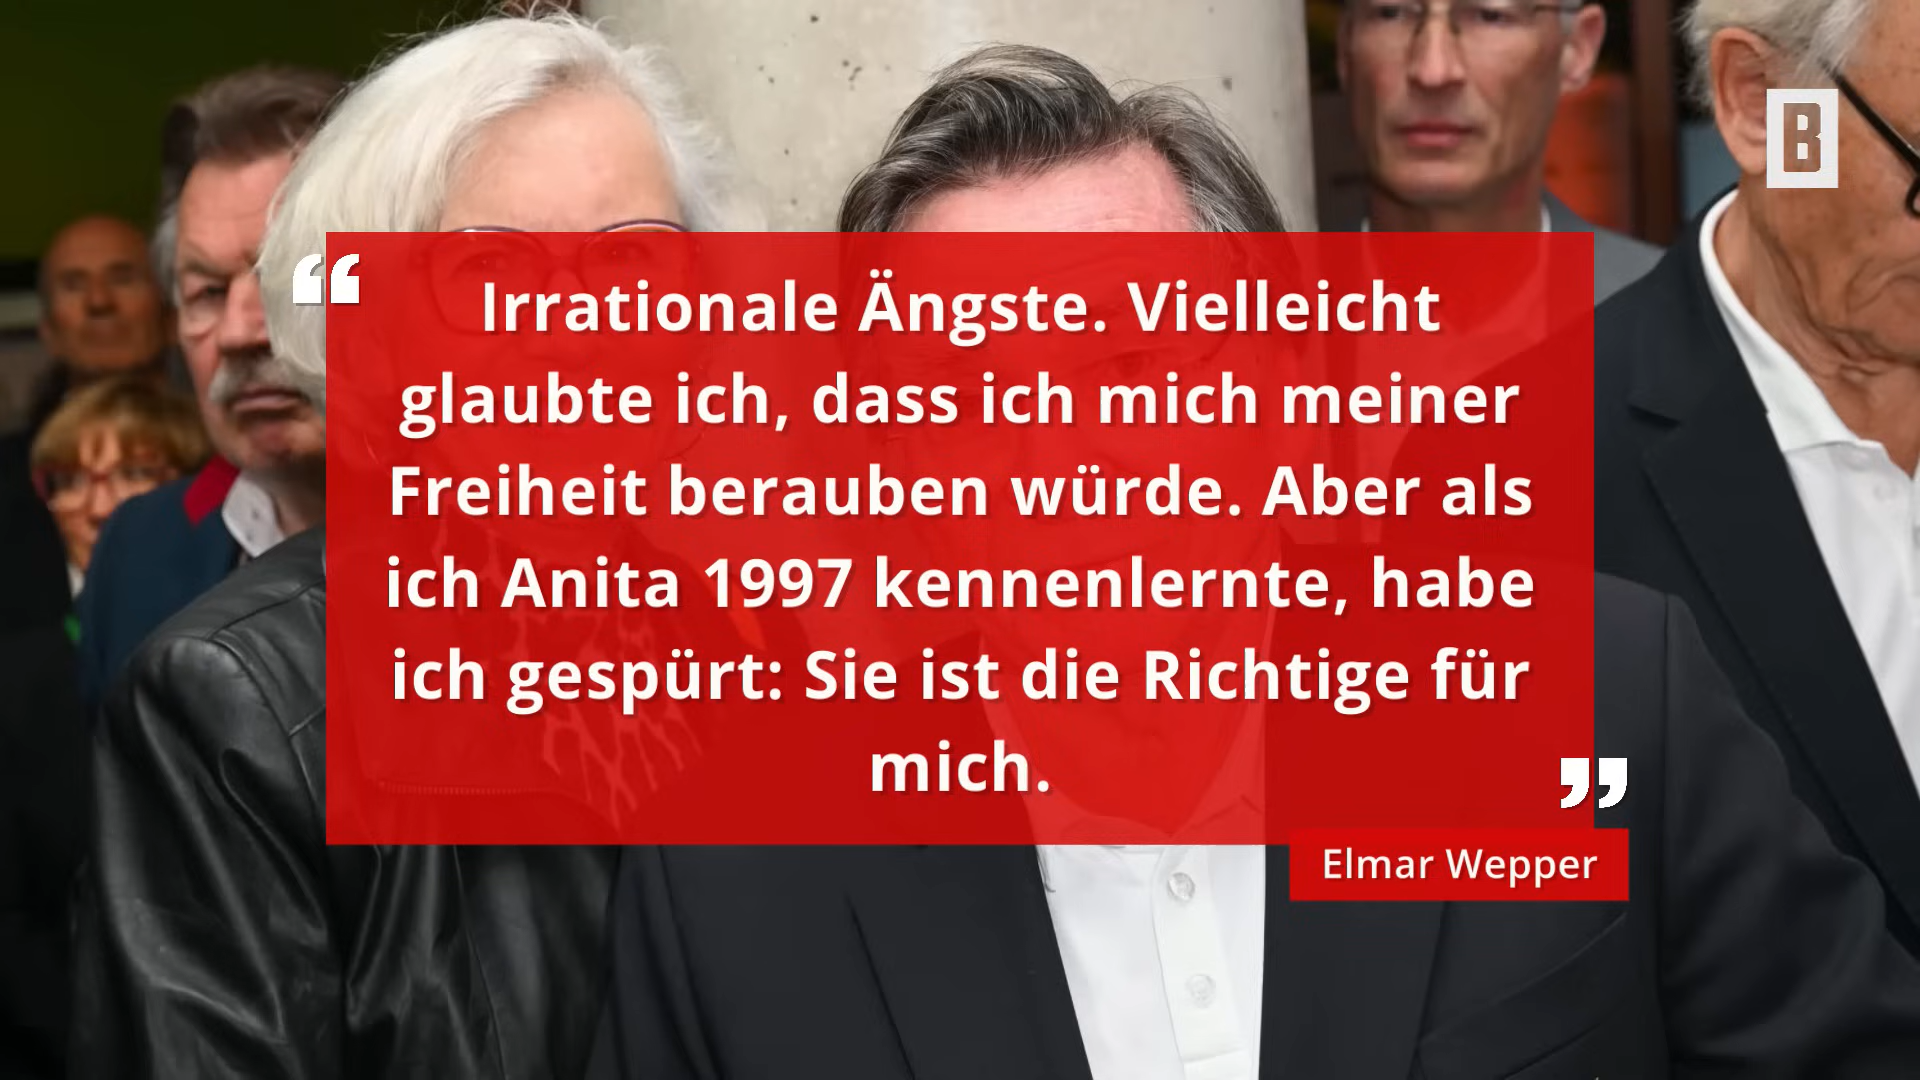 B
“
Irrationale Ängste. Vielleicht
glaubte ich, dass ich mich meiner
Freiheit berauben würde. Aber als
ich Anita 1997 kennenlernte, habe
ich gespürt: Sie ist die Richtige für
mich.
”
Elmar Wepper